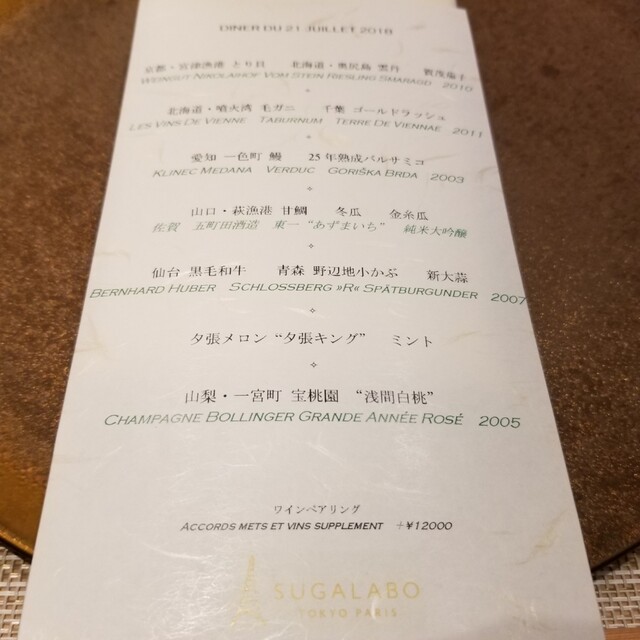 DINER DU 21 JUILLET 2018
京都・宮津漁港 とり貝　　北海道・奥尻島 雲丹　　賀茂茄子
WEINGUT NIKOLAIHOF VOM STEIN RIESLING SMARAGD 2010
北海道・噴火湾 毛ガニ　　千葉 ゴールドラッシュ
LES VINS DE VIENNE TABURNUM TERRE DE VIENNAE 2011
愛知 一色町 鰻　　25年熟成バルサミコ
KLINEC MEDANA VERDUC GORIŠKA BRDA 2003
山口・萩漁港 甘鯛　　冬瓜　　金糸瓜
佐賀　五町田酒造　東一 “あずまいち”　純米大吟醸
仙台 黒毛和牛　　青森 野辺地小かぶ　　新大蒜
BERNHARD HUBER SCHLOSSBERG »R« SPÄTBURGUNDER 2007
夕張メロン “夕張キング”　ミント
山梨・一宮町 宝桃園　“浅間白桃”
CHAMPAGNE BOLLINGER GRANDE ANNÉE ROSÉ 2005
ワインペアリング
ACCORDS METS ET VINS SUPPLEMENT +¥12000
SUGALABO
TOKYO PARIS